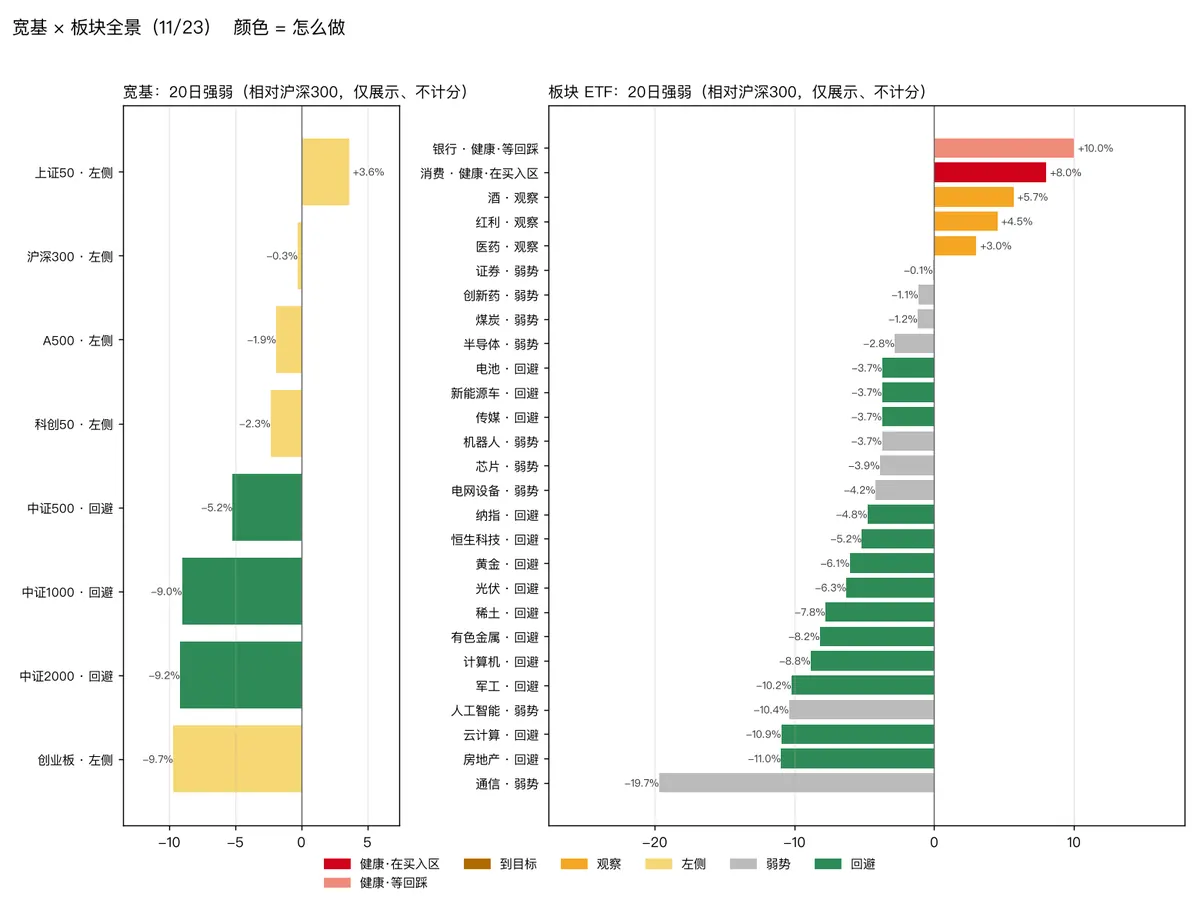 宽基 × 板块全景（11/23） 颜色 = 怎么做
宽基：20日强弱（相对沪深300，仅展示、不计分）
上证50 · 左侧 +3.6%
沪深300 · 左侧 −0.3%
A500 · 左侧 −1.9%
科创50 · 左侧 −2.3%
中证500 · 回避 −5.2%
中证1000 · 回避 −9.0%
中证2000 · 回避 −9.2%
创业板 · 左侧 −9.7%
−10 −5 0 5
板块 ETF：20日强弱（相对沪深300，仅展示、不计分）
银行 · 健康·等回踩 +10.0%
消费 · 健康·在买入区 +8.0%
酒 · 观察 +5.7%
红利 · 观察 +4.5%
医药 · 观察 +3.0%
证券 · 弱势 −0.1%
创新药 · 弱势 −1.1%
煤炭 · 弱势 −1.2%
半导体 · 弱势 −2.8%
电池 · 回避 −3.7%
新能源车 · 回避 −3.7%
传媒 · 回避 −3.7%
机器人 · 弱势 −3.7%
芯片 · 弱势 −3.9%
电网设备 · 弱势 −4.2%
纳指 · 回避 −4.8%
恒生科技 · 回避 −5.2%
黄金 · 回避 −6.1%
光伏 · 回避 −6.3%
稀土 · 回避 −7.8%
有色金属 · 回避 −8.2%
计算机 · 回避 −8.8%
军工 · 回避 −10.2%
人工智能 · 弱势 −10.4%
云计算 · 回避 −10.9%
房地产 · 回避 −11.0%
通信 · 弱势 −19.7%
−20 −10 0 10
健康·在买入区 到目标 观察 左侧 弱势 回避
健康·等回踩